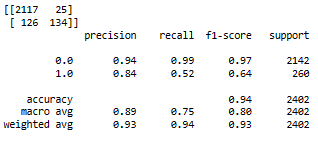 [[2117 25]
[ 126 134]]
precision recall f1-score support
0.0 0.94 0.99 0.97 2142
1.0 0.84 0.52 0.64 260
accuracy 0.94 2402
macro avg 0.89 0.75 0.80 2402
weighted avg 0.93 0.94 0.93 2402